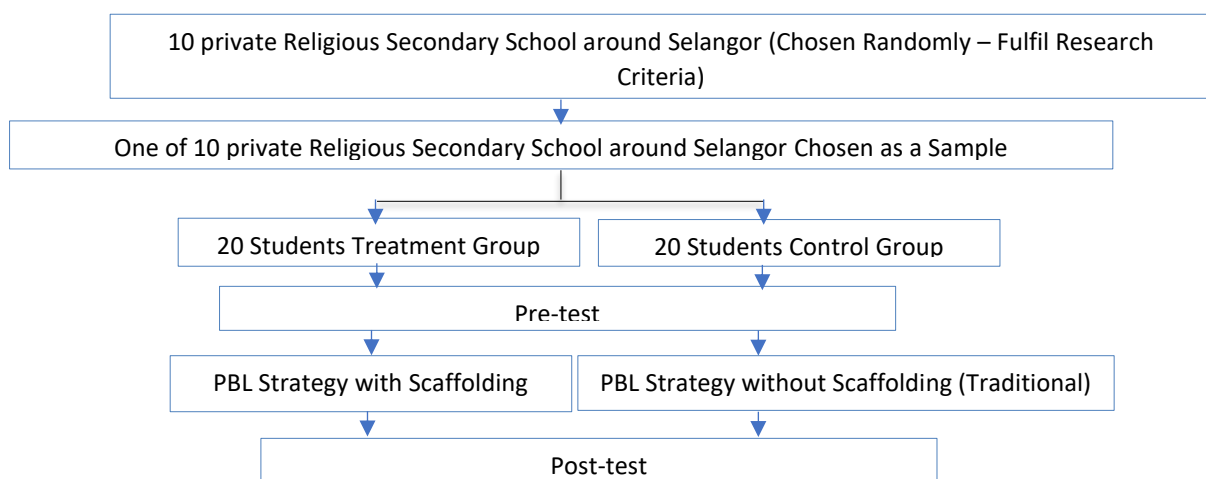 10 private Religious Secondary School around Selangor (Chosen Randomly – Fulfil Research
Criteria)
One of 10 private Religious Secondary School around Selangor Chosen as a Sample
20 Students Treatment Group
20 Students Control Group
Pre-test
PBL Strategy with Scaffolding
PBL Strategy without Scaffolding (Traditional)
Post-test